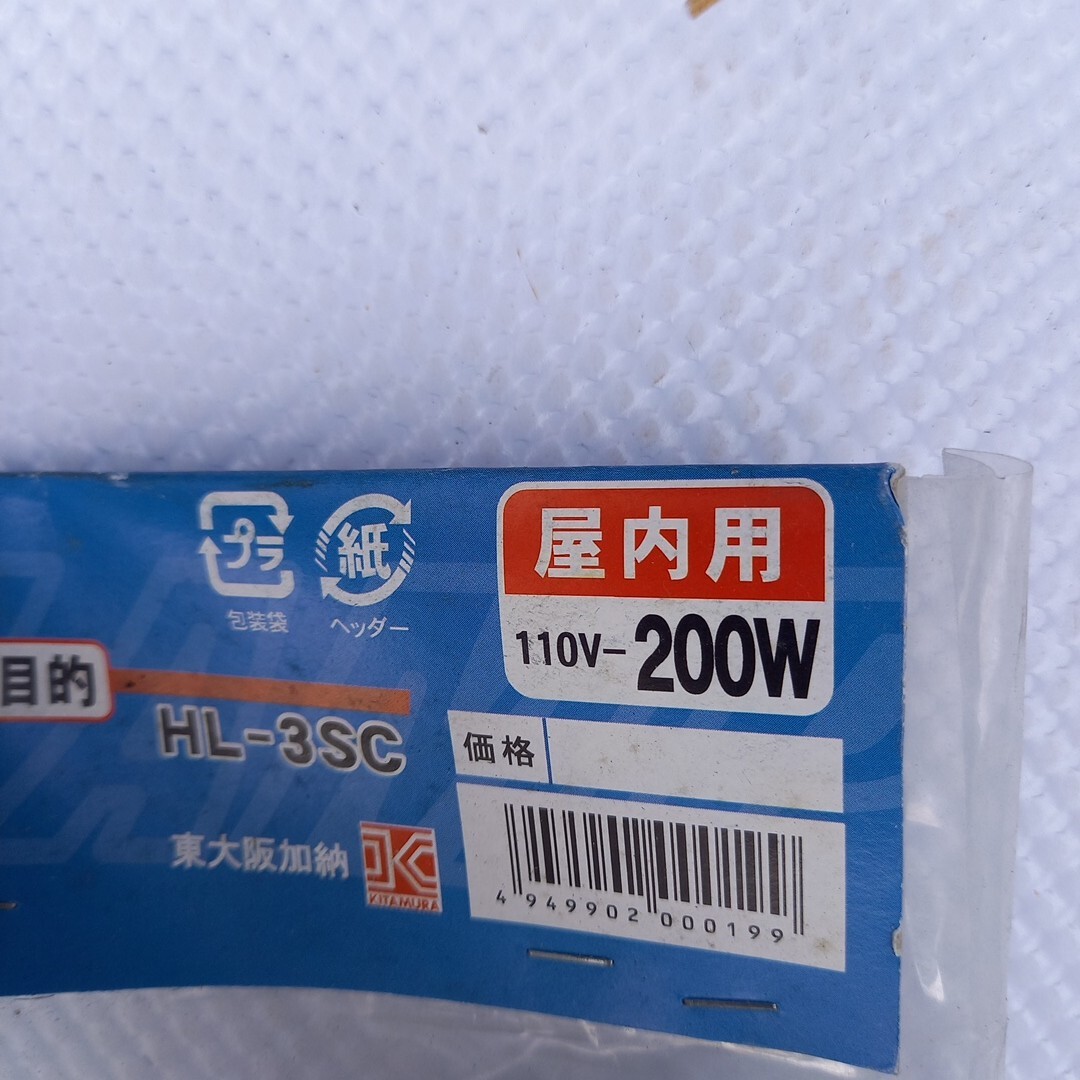 プラ
包装袋
紙
ヘッダー
屋内用
110V-200W
目的
HL-3SC
価格
東大阪加納
KITAMURA
4 949902 000199